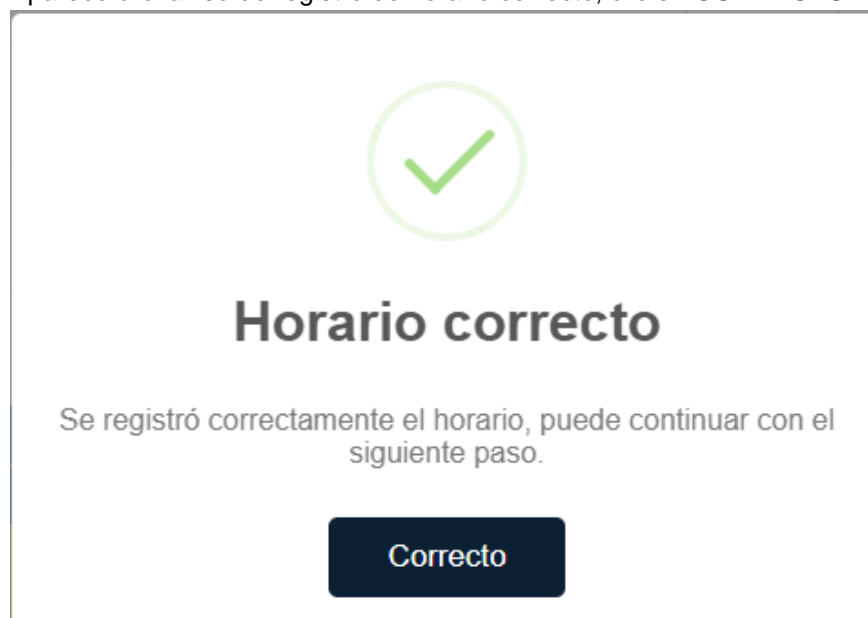 Horario correcto
Se registró correctamente el horario, puede continuar con el
siguiente paso.
Correcto